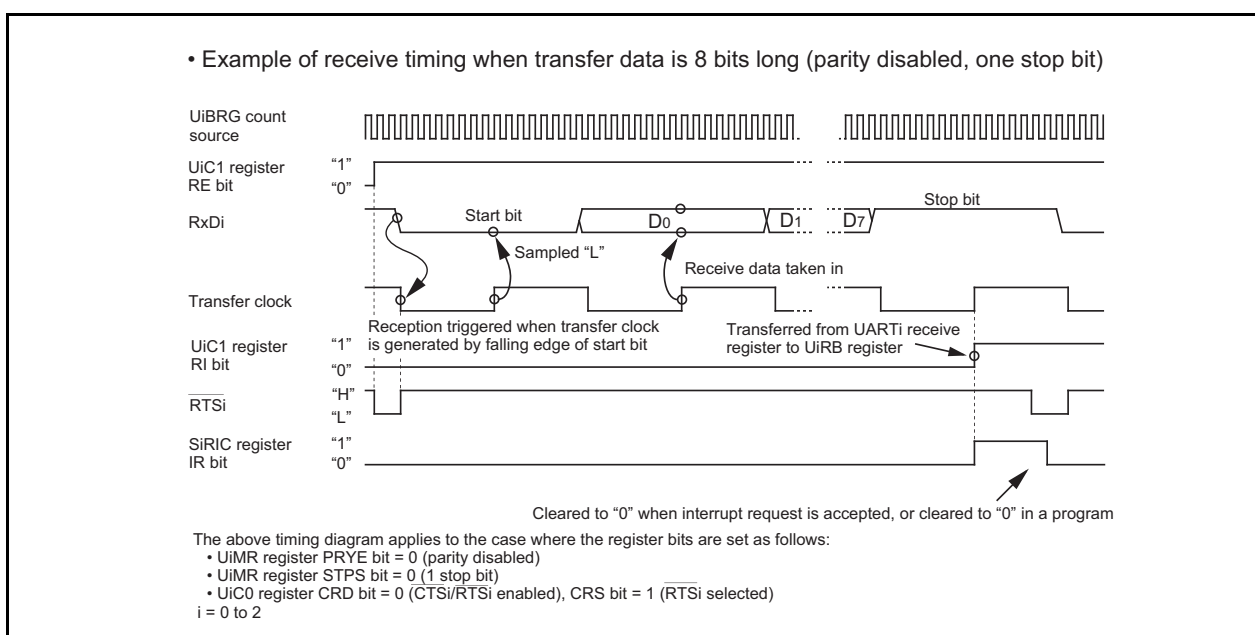 • Example of receive timing when transfer data is 8 bits long (parity disabled, one stop bit)
UiBRG count
source
UiC1 register
RE bit
“1”
“0”
RxDi
Start bit
D0
D1
D7
Stop bit
Sampled “L”
Receive data taken in
Transfer clock
Reception triggered when transfer clock
is generated by falling edge of start bit
Transferred from UARTi receive
register to UiRB register
UiC1 register
RI bit
“1”
“0”
RTSi
“H”
“L”
SiRIC register
IR bit
“1”
“0”
Cleared to “0” when interrupt request is accepted, or cleared to “0” in a program
The above timing diagram applies to the case where the register bits are set as follows:
• UiMR register PRYE bit = 0 (parity disabled)
• UiMR register STPS bit = 0 (1 stop bit)
• UiC0 register CRD bit = 0 (CTSi/RTSi enabled), CRS bit = 1 (RTSi selected)
i = 0 to 2